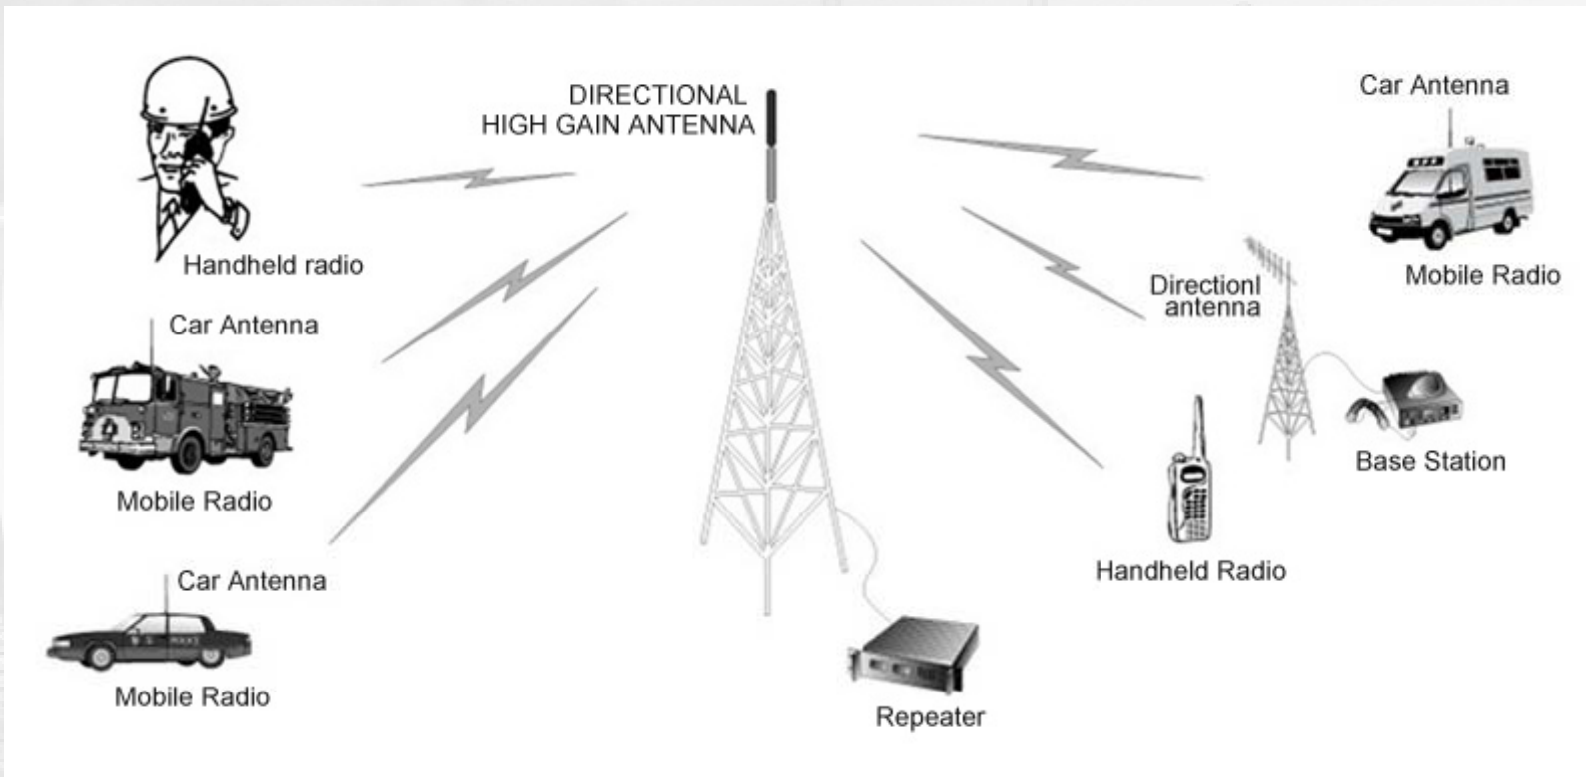 DIRECTIONAL
HIGH GAIN ANTENNA
Handheld radio
Car Antenna
Mobile Radio
Car Antenna
Mobile Radio
Repeater
Car Antenna
Mobile Radio
Directionl
antenna
Base Station
Handheld Radio